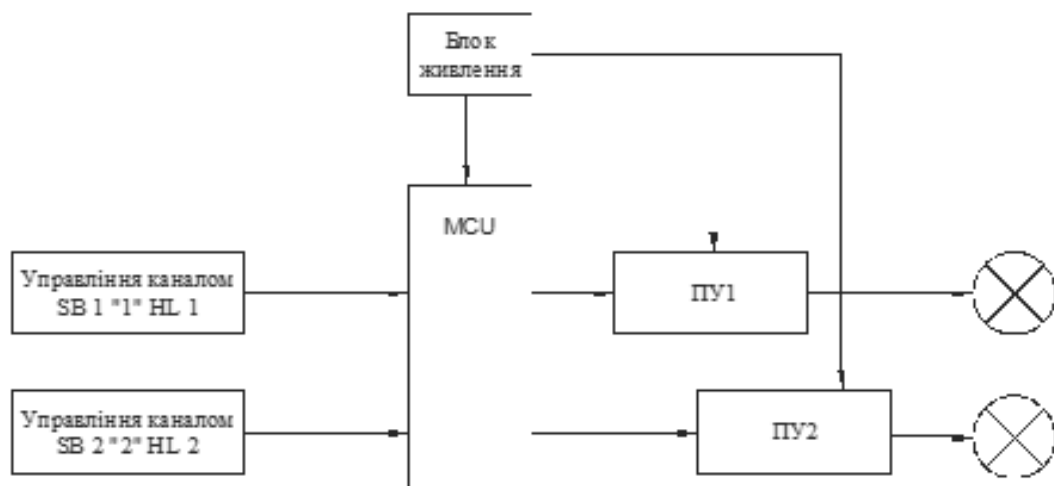 Блок
живлення
MCU
Управління каналом
SB 1 "1" HL 1
ПУ1
Управління каналом
SB 2 "2" HL 2
ПУ2